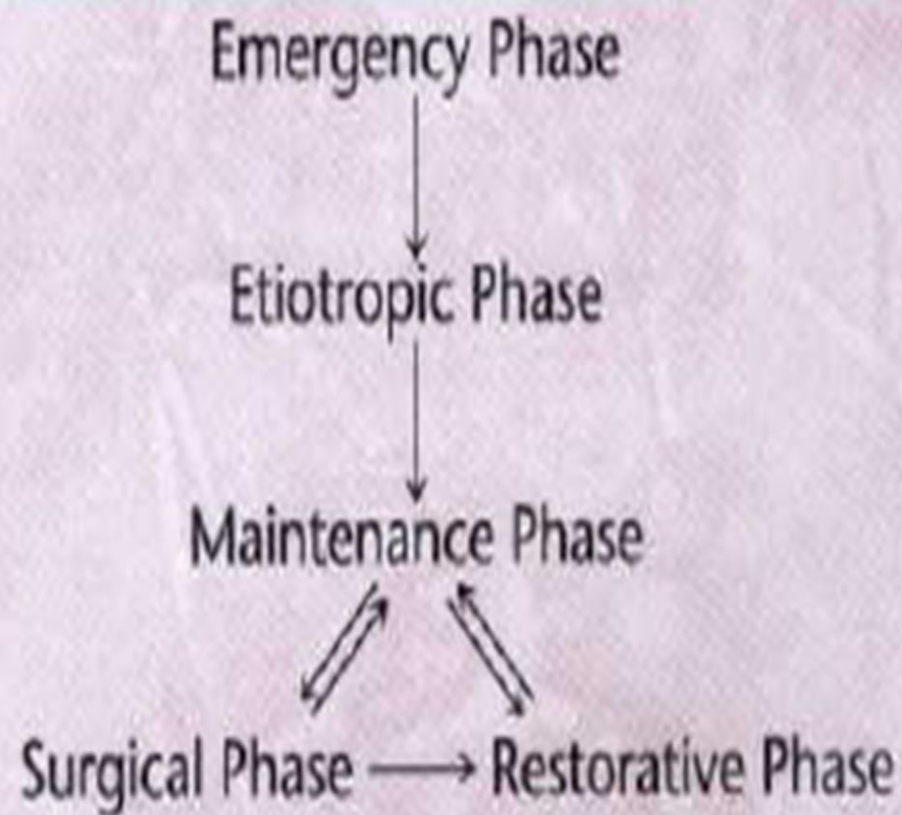 Emergency Phase
Etiotropic Phase
Maintenance Phase
Surgical Phase
Restorative Phase